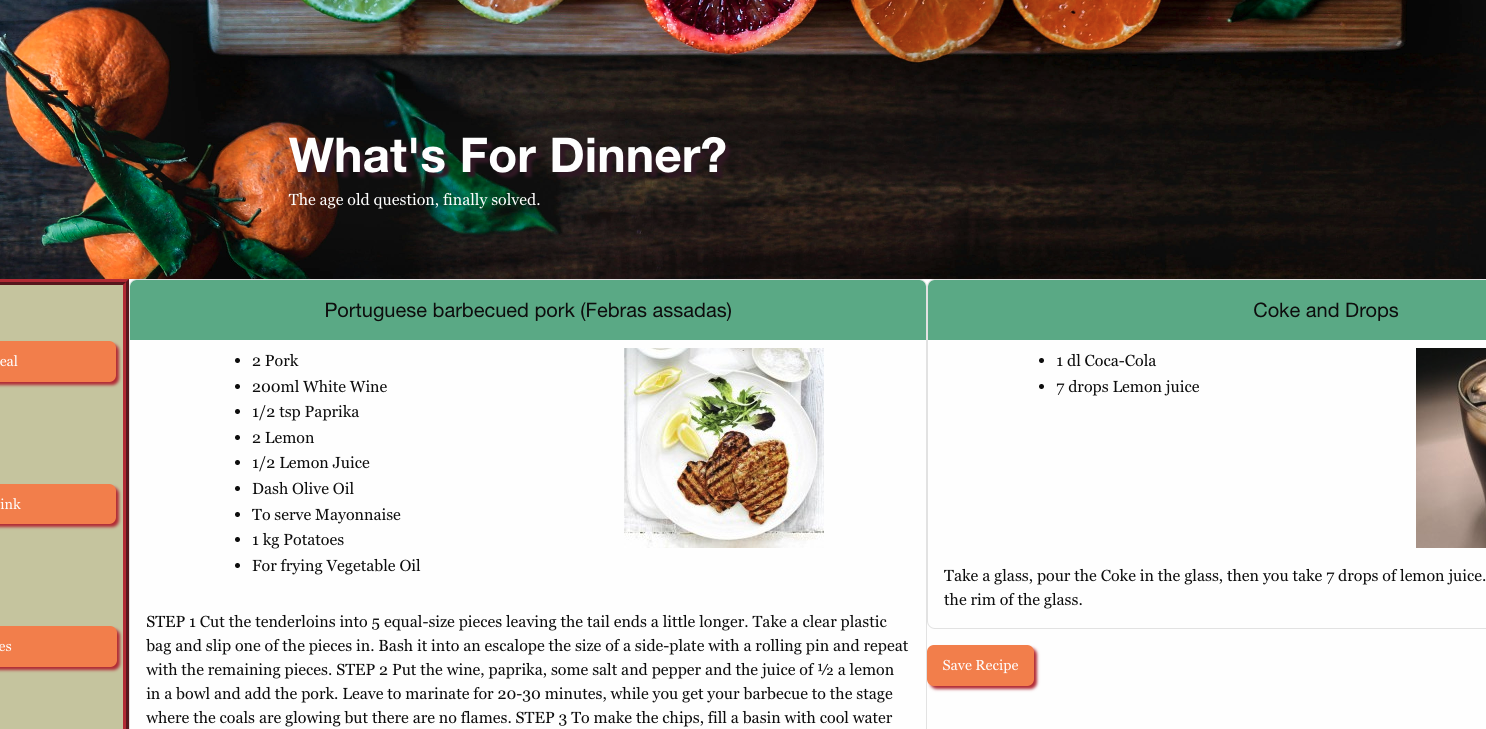 What's For Dinner?
The age old question, finally solved.
eal
ink
es
Portuguese barbecued pork (Febras assadas)
2 Pork
200ml White Wine
1/2 tsp Paprika
2 Lemon
1/2 Lemon Juice
Dash Olive Oil
To serve Mayonnaise
1 kg Potatoes
For frying Vegetable Oil
STEP 1 Cut the tenderloins into 5 equal-size pieces leaving the tail ends a little longer. Take a clear plastic
bag and slip one of the pieces in. Bash it into an escalope the size of a side-plate with a rolling pin and repeat
with the remaining pieces. STEP 2 Put the wine, paprika, some salt and pepper and the juice of ½ a lemon
in a bowl and add the pork. Leave to marinate for 20-30 minutes, while you get your barbecue to the stage
where the coals are glowing but there are no flames. STEP 3 To make the chips, fill a basin with cool water
Coke and Drops
1 dl Coca-Cola
7 drops Lemon juice
Take a glass, pour the Coke in the glass, then you take 7 drops of lemon juice.
the rim of the glass.
Save Recipe